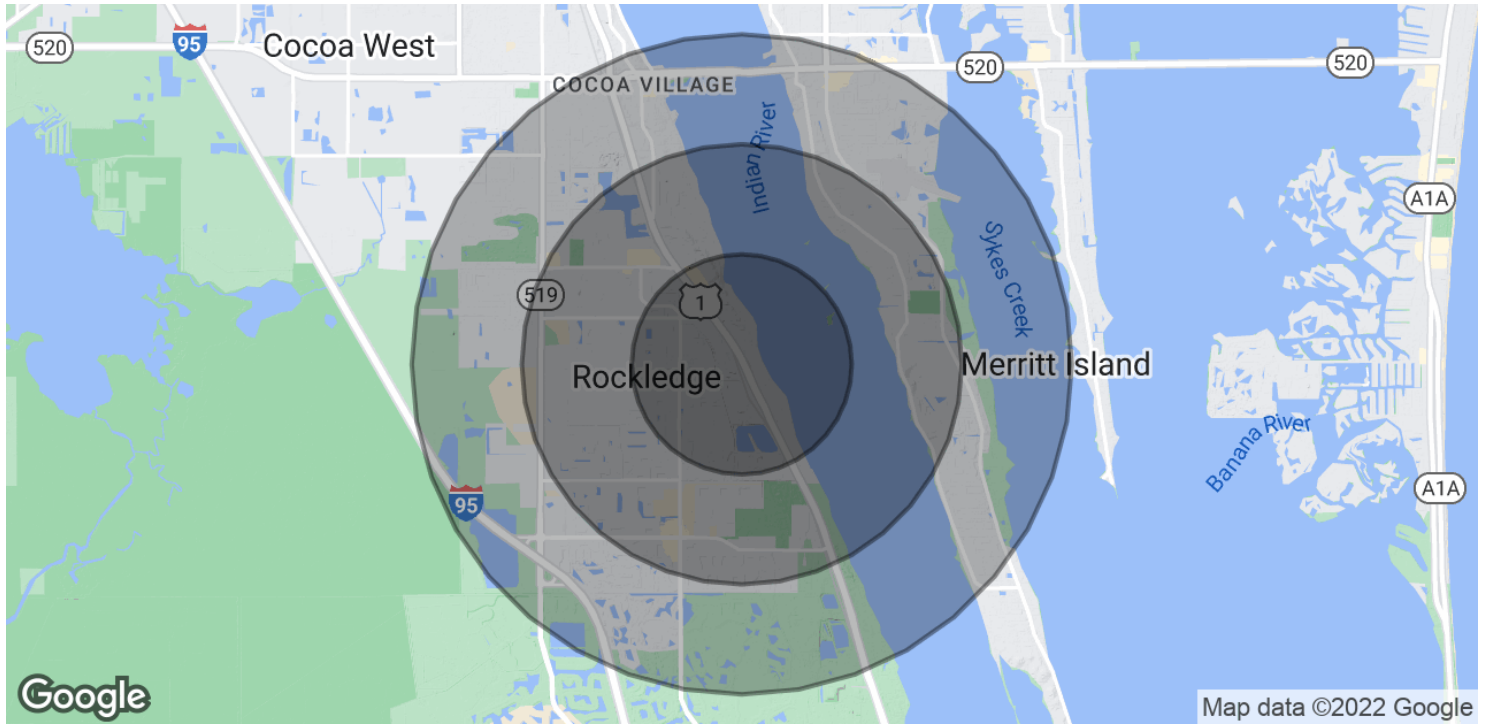 520
95
Cocoa West
520
520
COCOA VILLAGE
Indian River
A1A
Sykes Creek
519
1
Rockledge
Merritt Island
Banana River
95
A1A
Google
Map data ©2022 Google